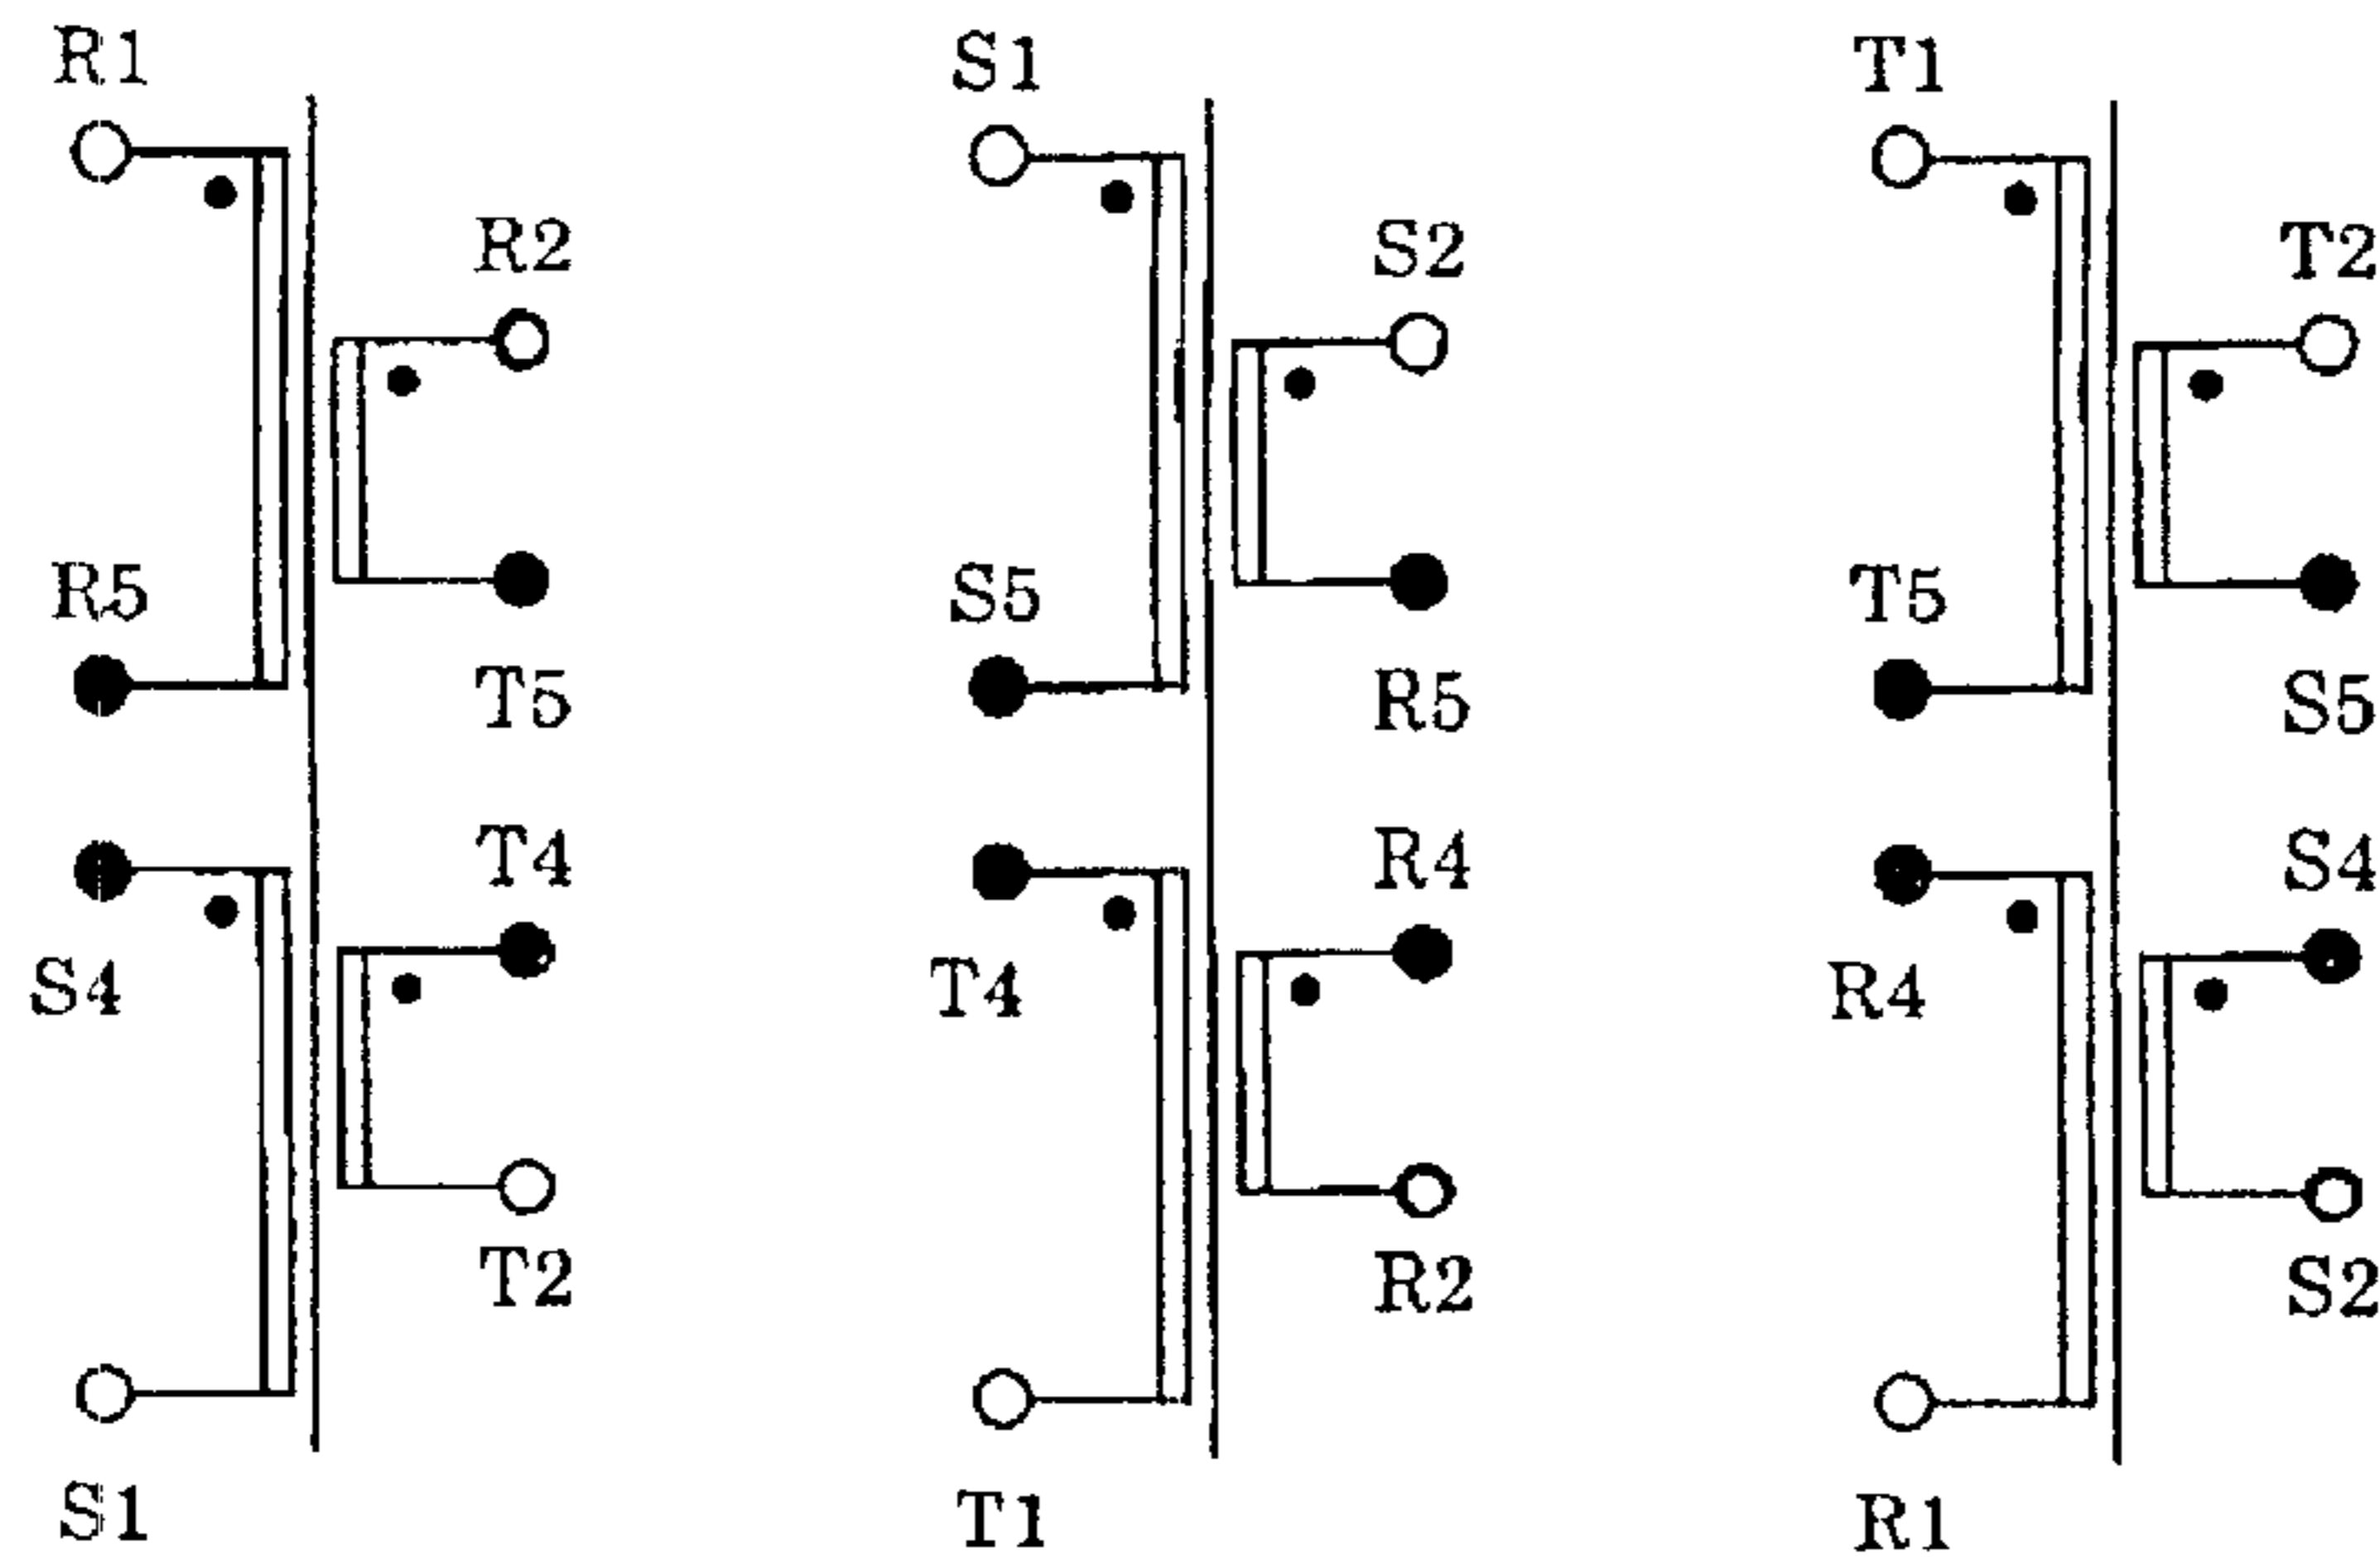 R1 S1 T1
R2 S2 T2
R5 S5 T5
T5 R5 S5
T4 R4 S4
S4 T4 R4
T2 R2 S2
S1 T1 R1